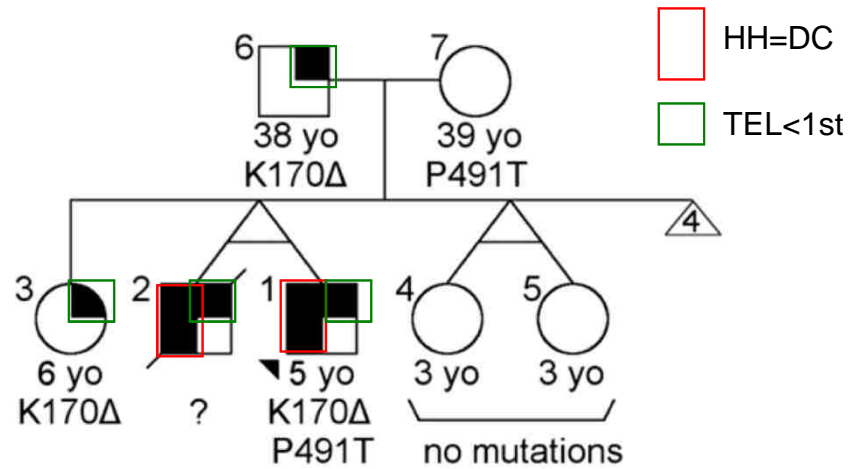 HH=DC
TEL<1st
6
7
38 yo
39 yo
K170Δ
P491T
4
3
2
1
4
5
6 yo
5 yo
3 yo
3 yo
K170Δ
?
K170Δ
P491T
no mutations